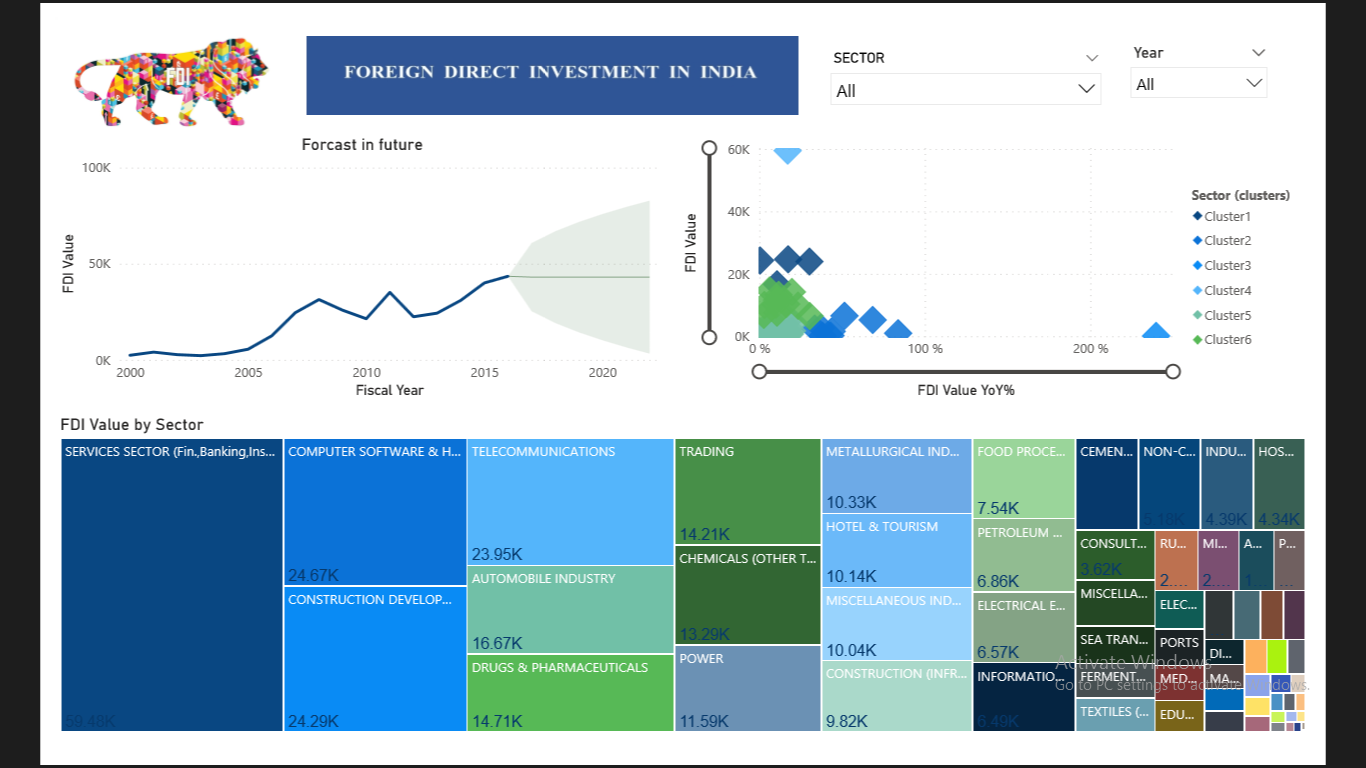 FDI
FOREIGN DIRECT INVESTMENT IN INDIA
SECTOR
All
Year
All
Forcast in future
100K
50K
0K
FDI Value
2000 2005 2010 2015 2020
Fiscal Year
60K
40K
20K
0K
FDI Value
0 % 100 % 200 %
FDI Value YoY%
Sector (clusters)
Cluster1
Cluster2
Cluster3
Cluster4
Cluster5
Cluster6
FDI Value by Sector
SERVICES SECTOR (Fin.,Banking,Ins...
59.48K
COMPUTER SOFTWARE & H...
24.67K
CONSTRUCTION DEVELOP...
24.29K
TELECOMMUNICATIONS
23.95K
AUTOMOBILE INDUSTRY
16.67K
DRUGS & PHARMACEUTICALS
14.71K
TRADING
14.21K
CHEMICALS (OTHER T...
13.29K
POWER
11.59K
METALLURGICAL IND...
10.33K
HOTEL & TOURISM
10.14K
MISCELLANEOUS IND...
10.04K
CONSTRUCTION (INFR...
9.82K
FOOD PROCE...
7.54K
PETROLEUM ...
6.86K
ELECTRICAL E...
6.57K
INFORMATIO...
6.49K
CEMEN...
NON-C...
5.18K
INDU...
4.39K
HOS...
4.34K
CONSULT...
3.62K
MISCELLA...
SEA TRAN...
FERMENT...
TEXTILES (...
RU...
2....
MI...
2....
A...
1...
P...
...
ELEC...
PORTS
MED...
EDU...
DI...
MA...
Activate Windows
Go to PC settings to activate Windows.